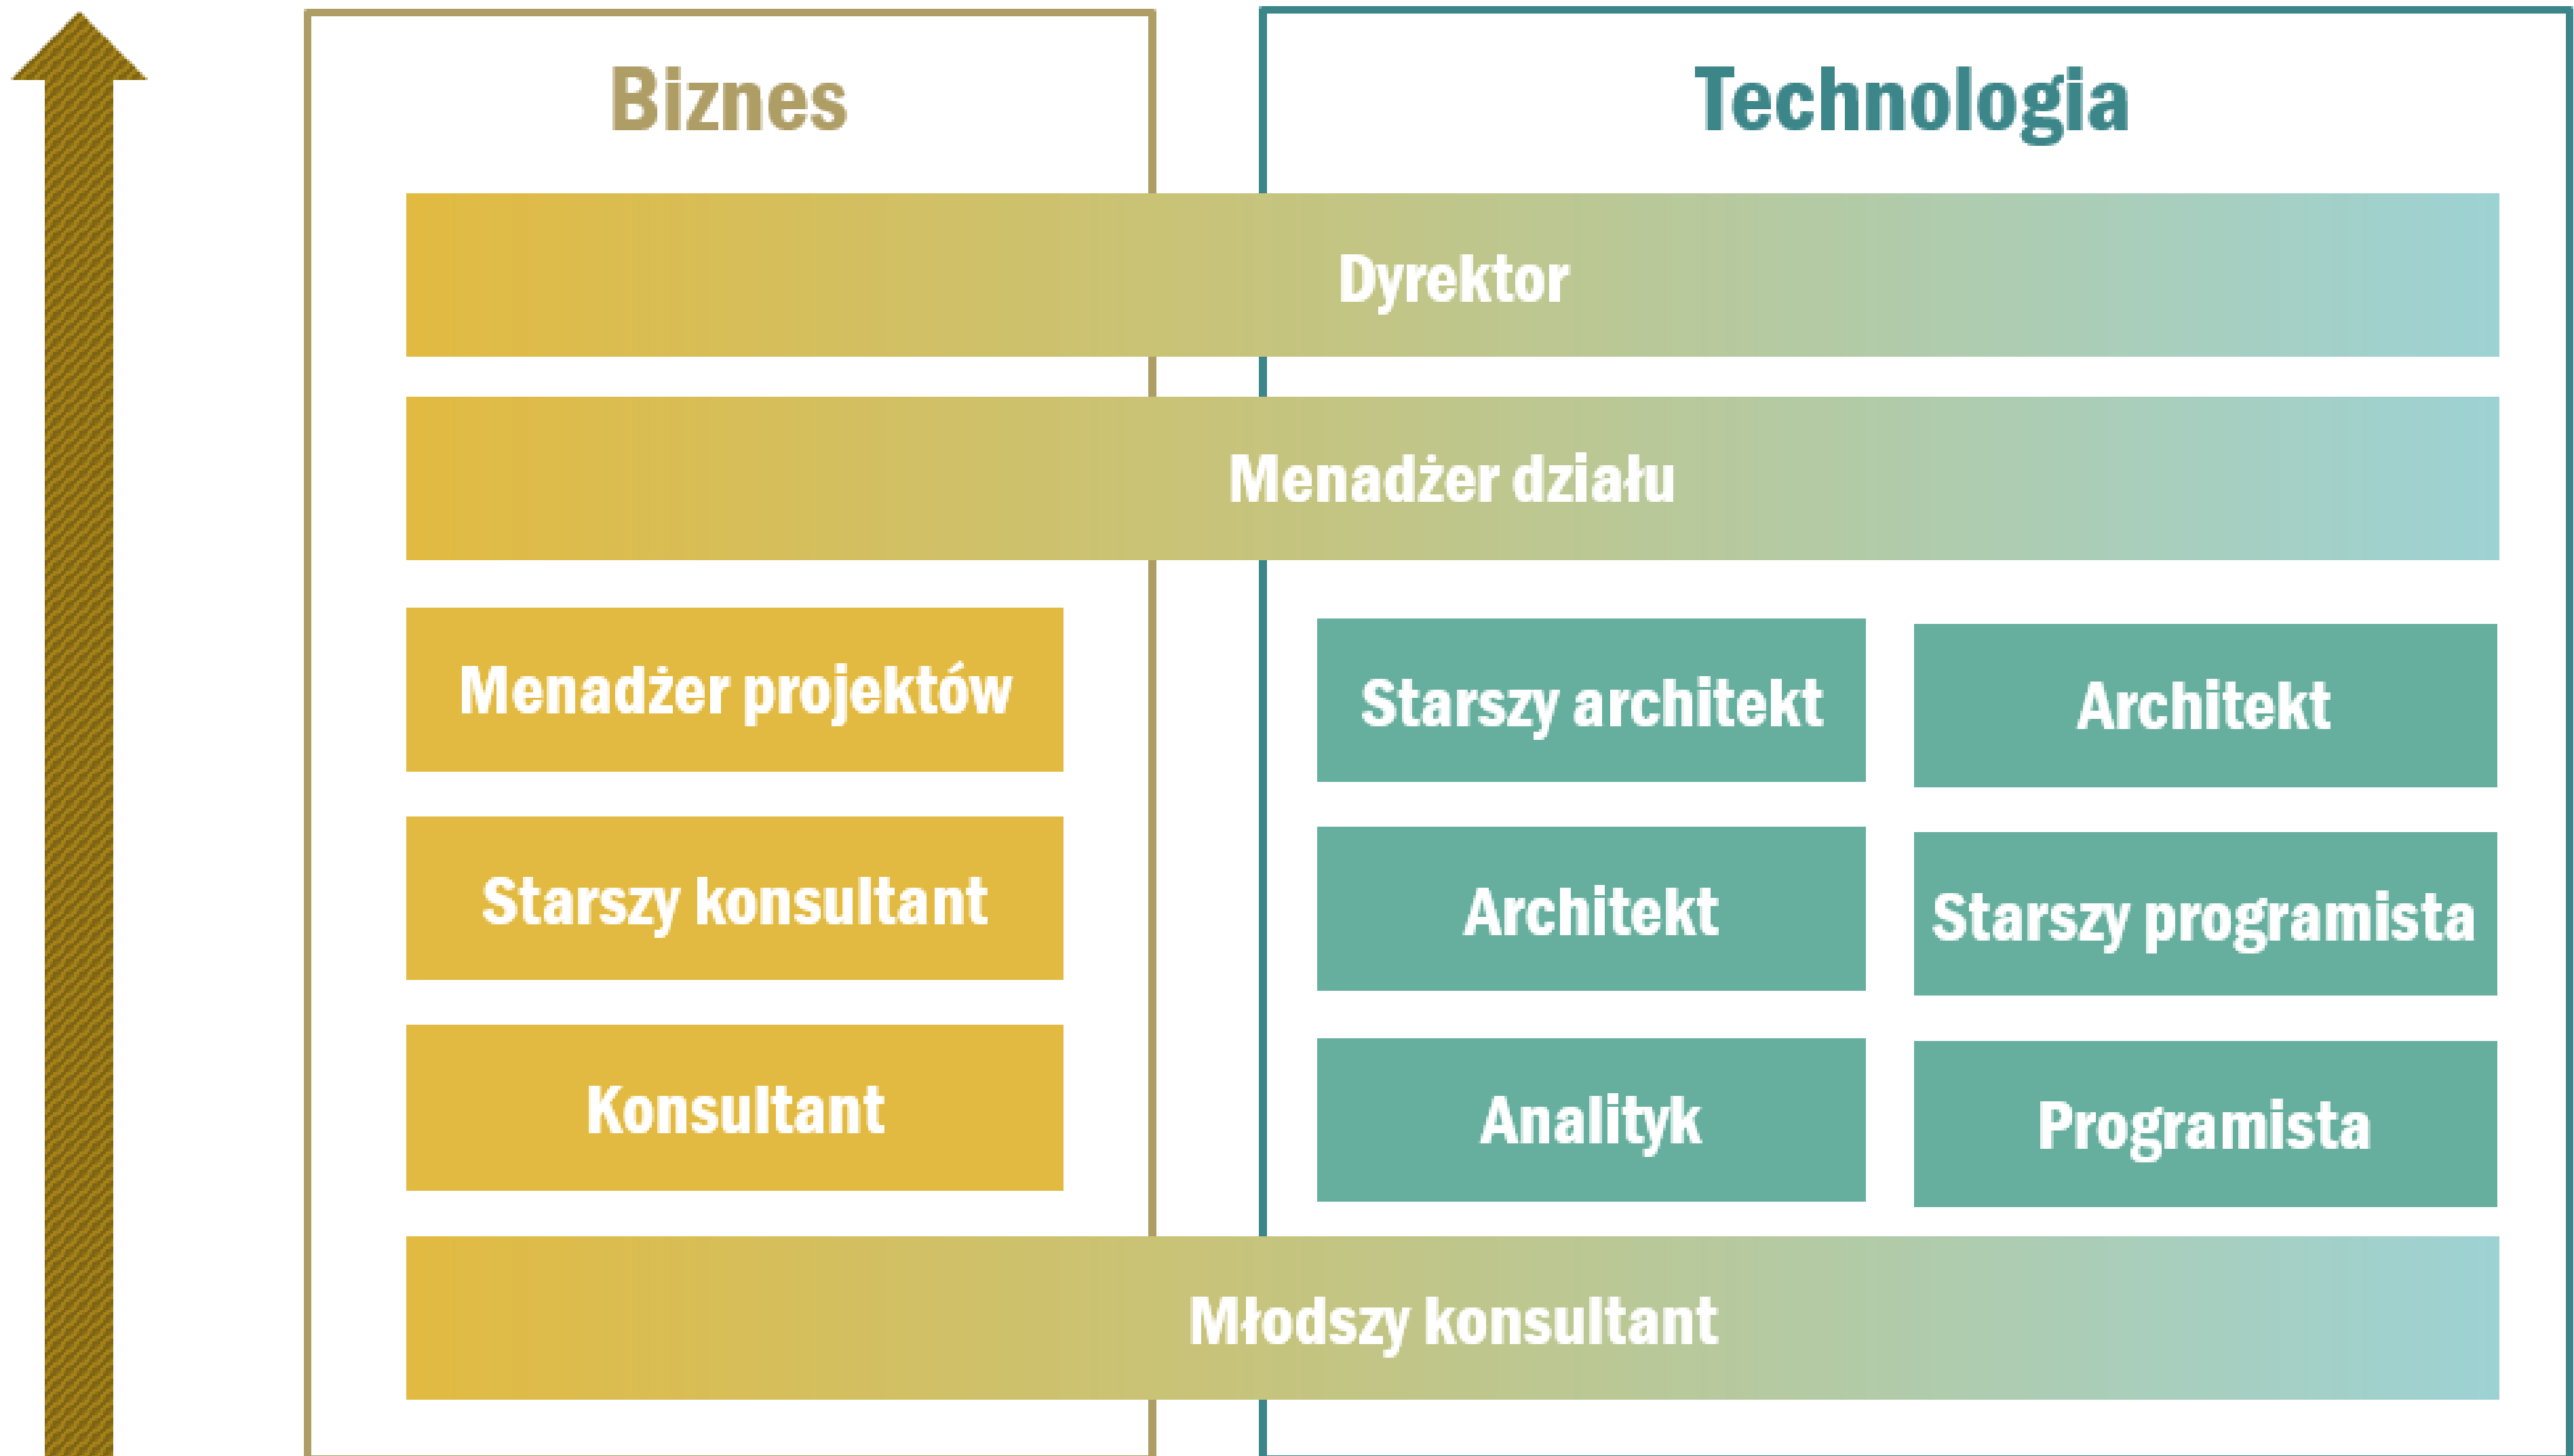 Biznes
Technologia
Dyrektor
Menadżer działu
Menadżer projektów
Starszy architekt
Architekt
Starszy konsultant
Architekt
Starszy programista
Konsultant
Analityk
Programista
Młodszy konsultant